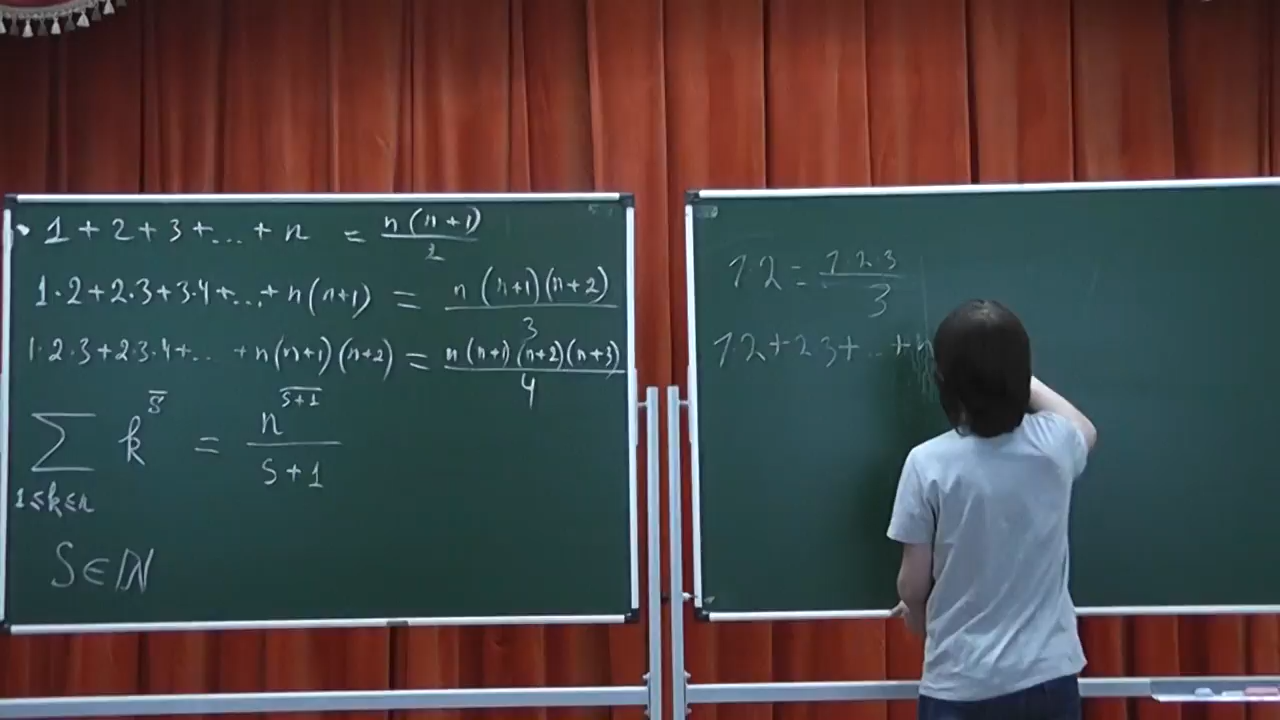 1 + 2 + 3 + ... + n = n(n+1)/2
1·2 + 2·3 + 3·4 + ... + n(n+1) = n(n+1)(n+2)/3
1·2·3 + 2·3·4 + ... + n(n+1)(n+2) = n(n+1)(n+2)(n+3)/4
∑_{1≤k≤n} k^{s̅} = n^{\overline{s+1}}/(s+1)
S ∈ ℕ
1·2 = 1·2·3/3
1·2 + 2·3 + ... +